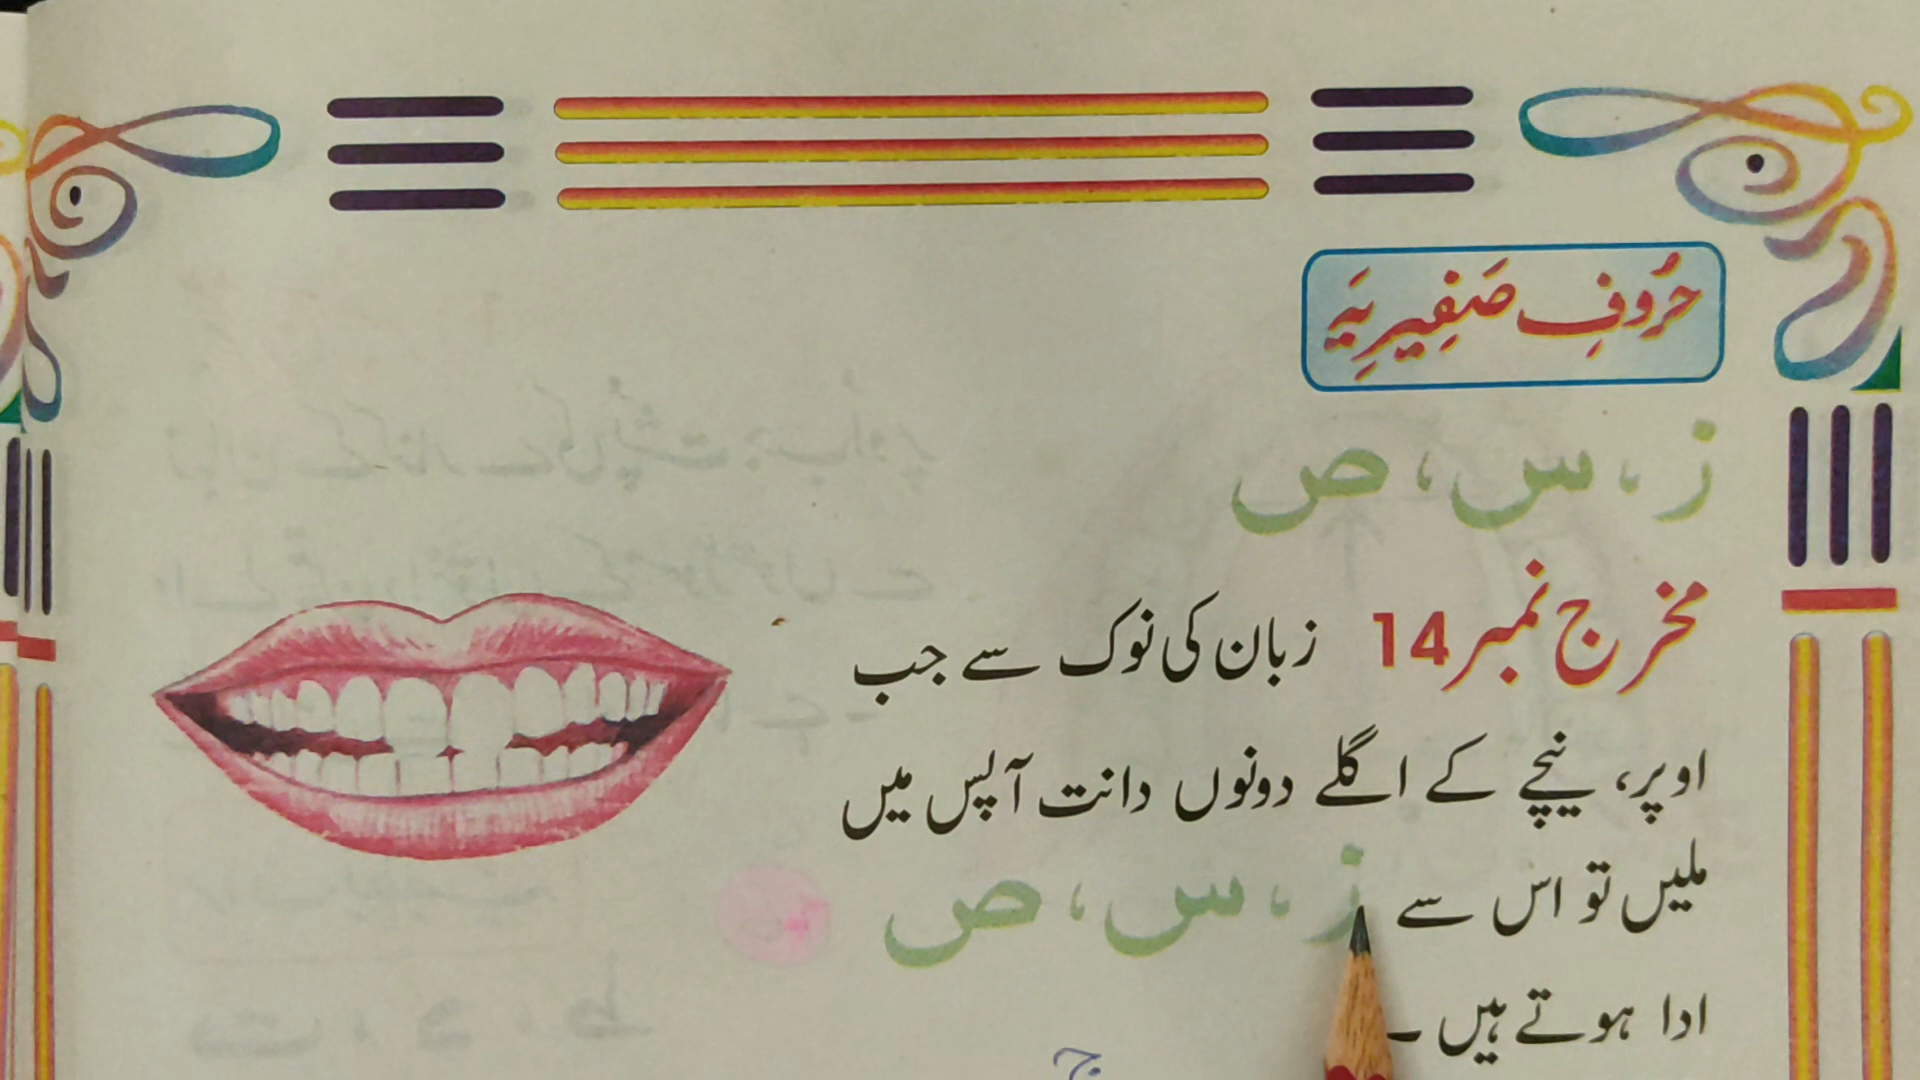 حُرُوفِ صَفِیرِیَہ
ز ، س ، ص
مخرج نمبر 14 زبان کی نوک سے جب
اوپر، نیچے کے اگلے دونوں دانت آپس میں
ملیں تو اس سے ز ، س ، ص
ادا ہوتے ہیں ۔
ج